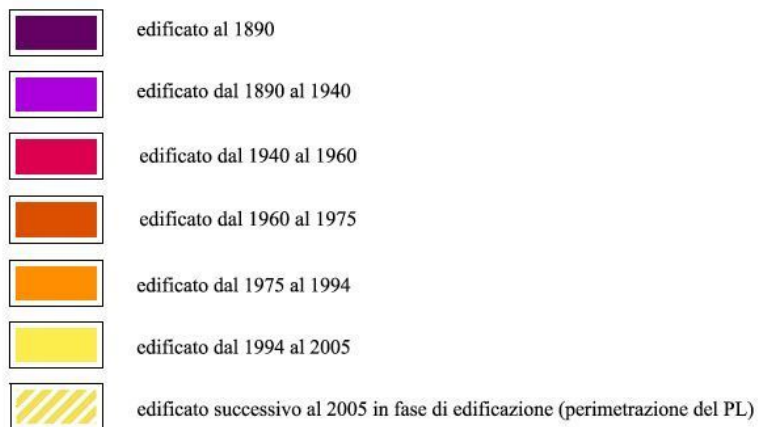 edificato al 1890
edificato dal 1890 al 1940
edificato dal 1940 al 1960
edificato dal 1960 al 1975
edificato dal 1975 al 1994
edificato dal 1994 al 2005
edificato successivo al 2005 in fase di edificazione (perimetrazione del PL)